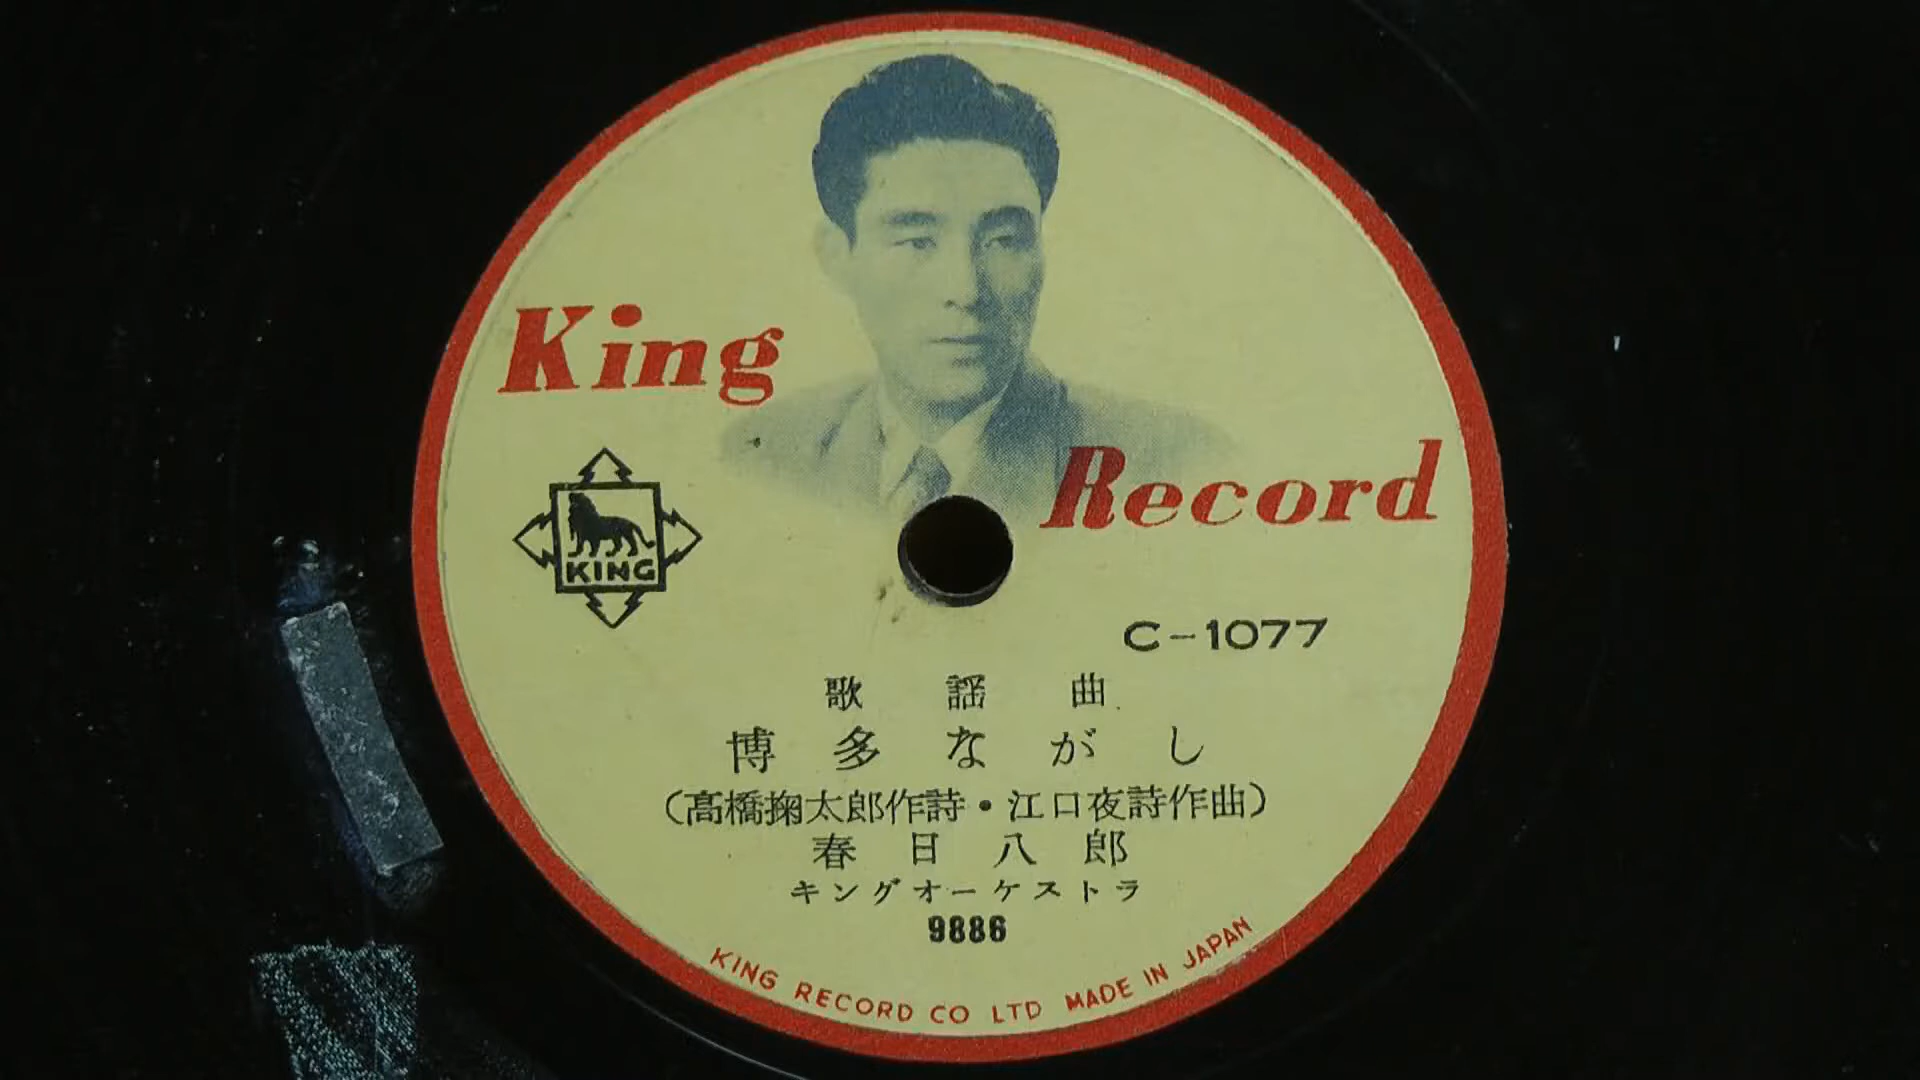 King
Record
KING
C-1077
歌謡曲
博多ながし
(髙橋掬太郎作詩・江口夜詩作曲)
春日八郎
キングオーケストラ
9886
KING RECORD CO LTD MADE IN JAPAN